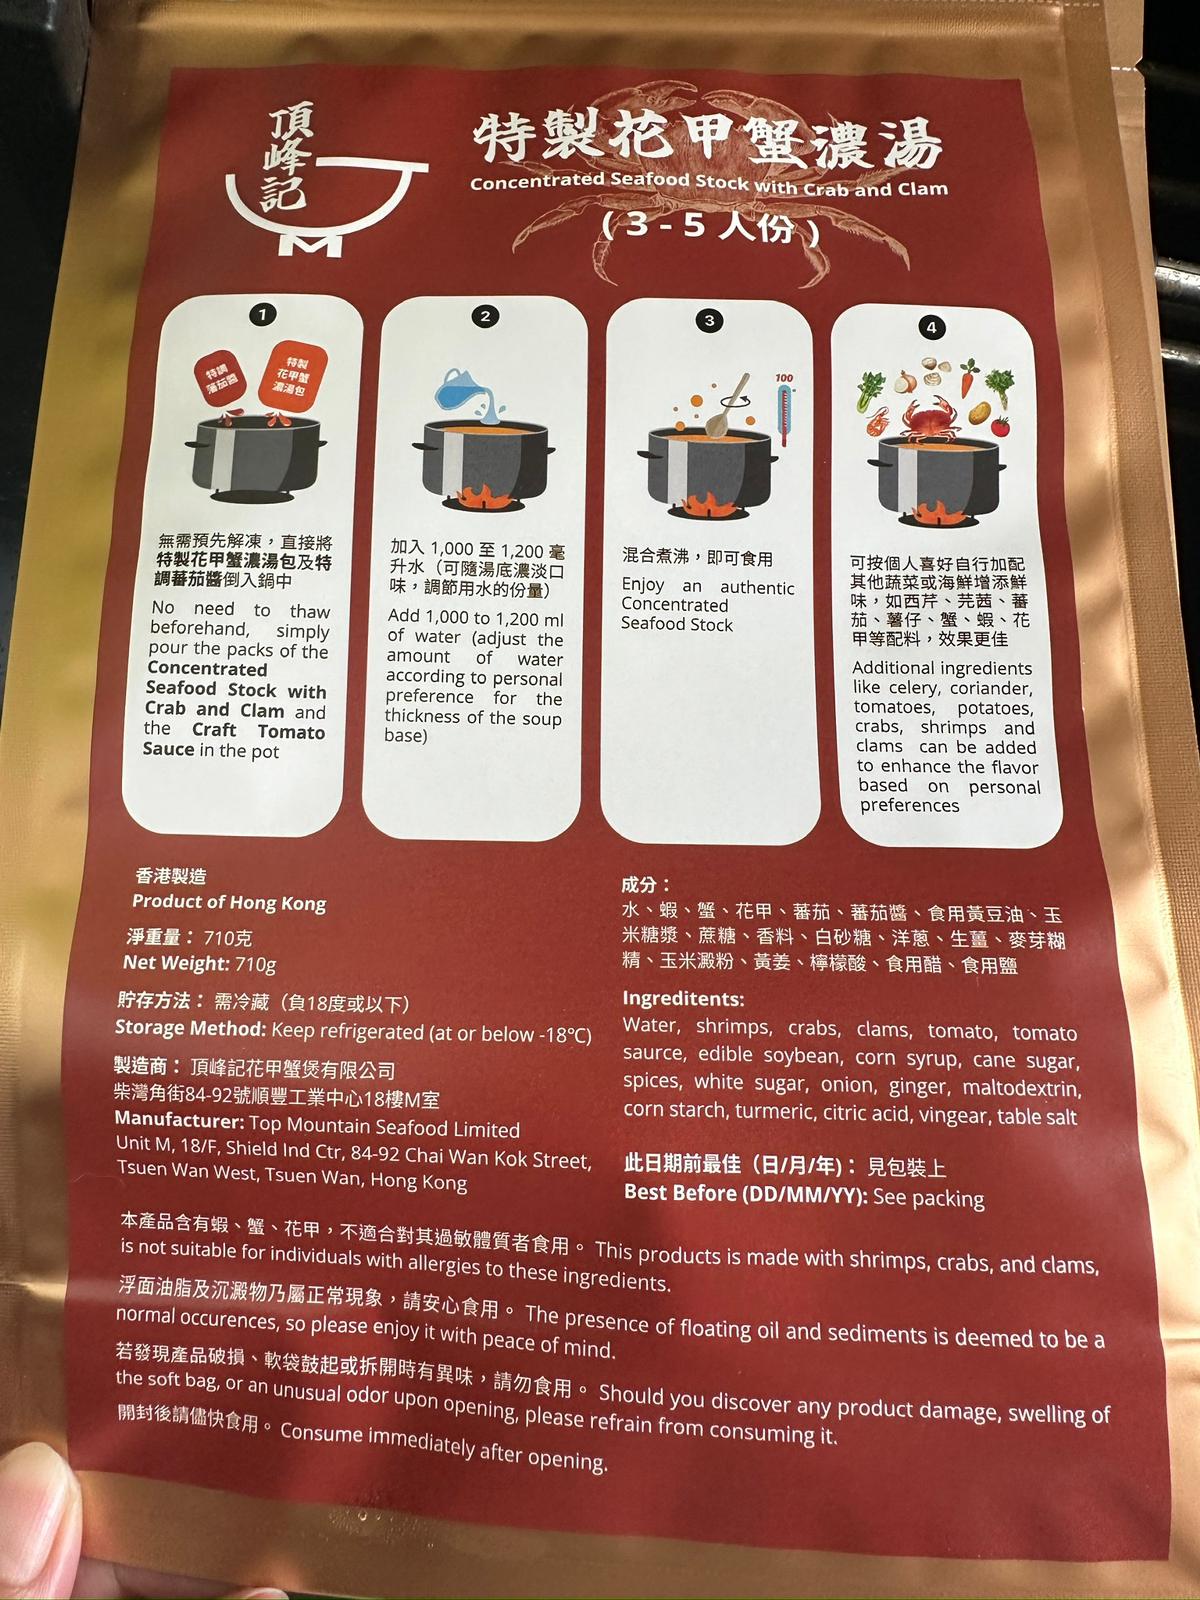 頂峰記
特製花甲蟹濃湯
Concentrated Seafood Stock with Crab and Clam
(3-5人份)
1
特調
蕃茄醬
特製
花甲蟹
濃湯包
無需預先解凍，直接將
特製花甲蟹濃湯包及特
調蕃茄醬倒入鍋中
No need to thaw
beforehand, simply
pour the packs of the
Concentrated
Seafood Stock with
Crab and Clam and
the Craft Tomato
Sauce in the pot
2
加入 1,000 至 1,200 毫
升水（可隨湯底濃淡口
味，調節用水的份量）
Add 1,000 to 1,200 ml
of water (adjust the
amount of water
according to personal
preference for the
thickness of the soup
base)
3
100
混合煮沸，即可食用
Enjoy an authentic
Concentrated
Seafood Stock
4
可按個人喜好自行加配
其他蔬菜或海鮮增添鮮
味，如西芹、芫茜、蕃
茄、薯仔、蟹、蝦、花
甲等配料，效果更佳
Additional ingredients
like celery, coriander,
tomatoes, potatoes,
crabs, shrimps and
clams can be added
to enhance the flavor
based on personal
preferences
香港製造
Product of Hong Kong
淨重量： 710克
Net Weight: 710g
貯存方法： 需冷藏（負18度或以下）
Storage Method: Keep refrigerated (at or below -18℃)
製造商： 頂峰記花甲蟹煲有限公司
柴灣角街84-92號順豐工業中心18樓M室
Manufacturer: Top Mountain Seafood Limited
Unit M, 18/F, Shield Ind Ctr, 84-92 Chai Wan Kok Street,
Tsuen Wan West, Tsuen Wan, Hong Kong
成分：
水、蝦、蟹、花甲、蕃茄、蕃茄醬、食用黃豆油、玉
米糖漿、蔗糖、香料、白砂糖、洋蔥、生薑、麥芽糊
精、玉米澱粉、黃姜、檸檬酸、食用醋、食用鹽
Ingreditents:
Water, shrimps, crabs, clams, tomato, tomato
saurce, edible soybean, corn syrup, cane sugar,
spices, white sugar, onion, ginger, maltodextrin,
corn starch, turmeric, citric acid, vingear, table salt
此日期前最佳（日/月/年)： 見包裝上
Best Before (DD/MM/YY): See packing
本產品含有蝦、蟹、花甲，不適合對其過敏體質者食用。 This products is made with shrimps, crabs, and clams,
is not suitable for individuals with allergies to these ingredients.
浮面油脂及沉澱物乃屬正常現象，請安心食用。 The presence of floating oil and sediments is deemed to be a
normal occurences, so please enjoy it with peace of mind.
若發現產品破損、軟袋鼓起或拆開時有異味，請勿食用。 Should you discover any product damage, swelling of
the soft bag, or an unusual odor upon opening, please refrain from consuming it.
開封後請儘快食用。 Consume immediately after opening.